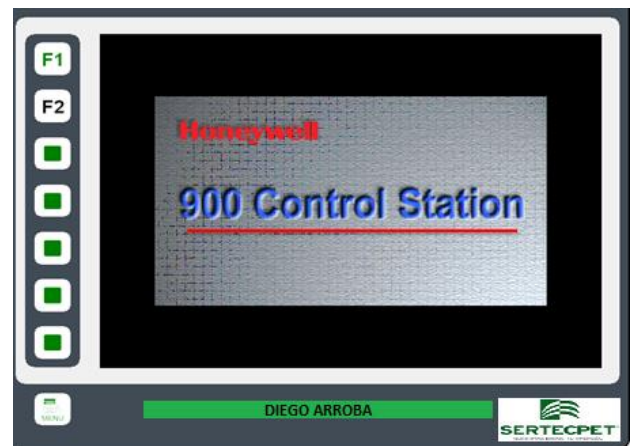 F1
F2
Honeywell
900 Control Station
MENU
DIEGO ARROBA
SERTECPET